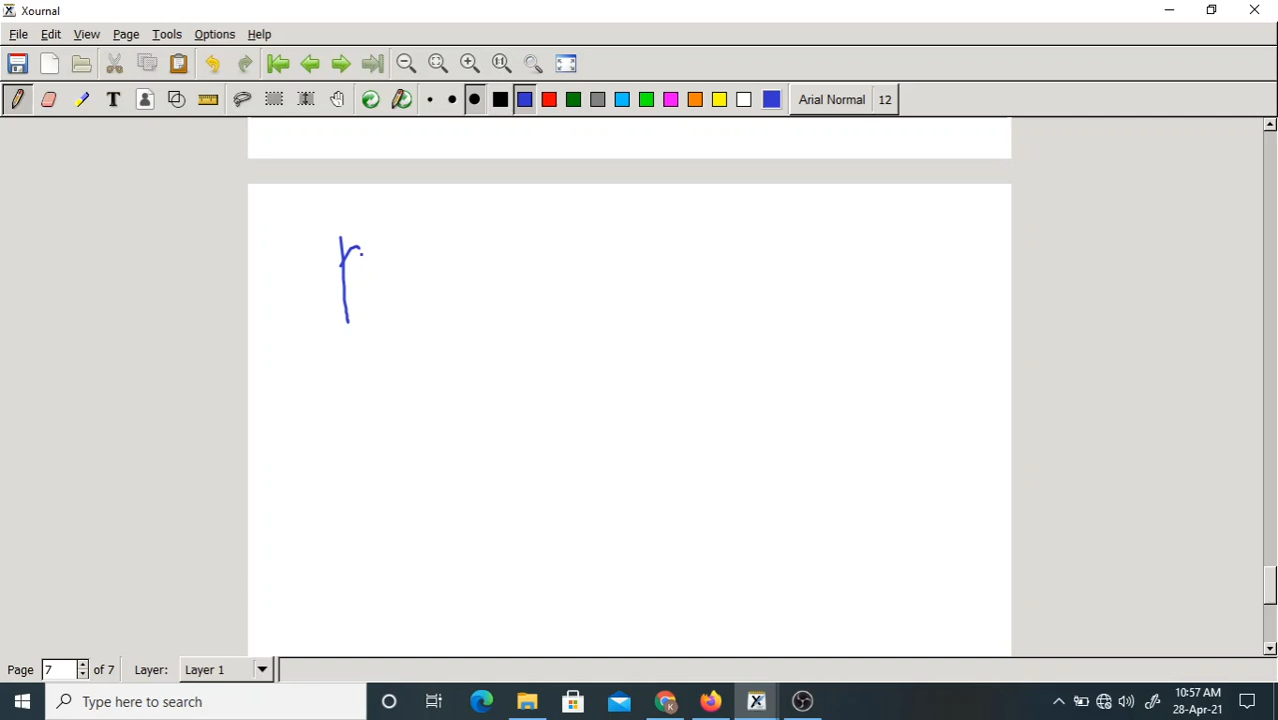 Xournal
File Edit View Page Tools Options Help
Arial Normal 12
Page 7 of 7 Layer: Layer 1
Type here to search
10:57 AM
28-Apr-21